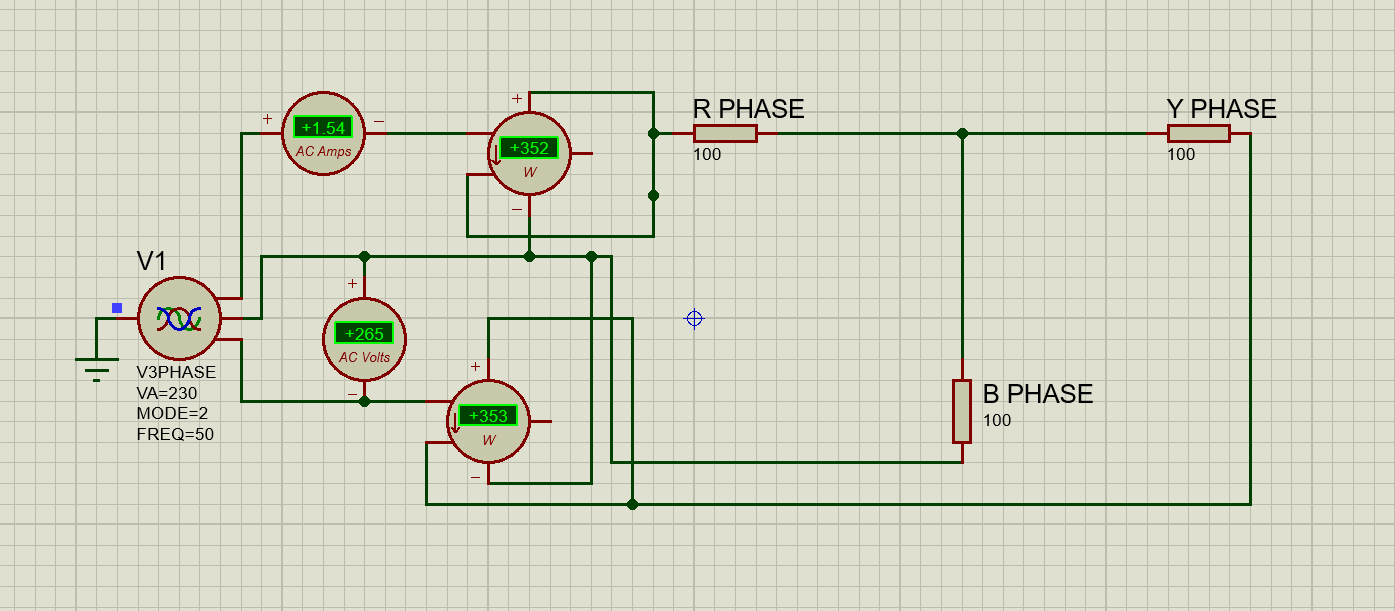 R PHASE
Y PHASE
+
−
+1.54
AC Amps
+
+352
W
−
100
100
V1
+
+265
AC Volts
−
V3PHASE
VA=230
MODE=2
FREQ=50
+
+353
W
−
B PHASE
100